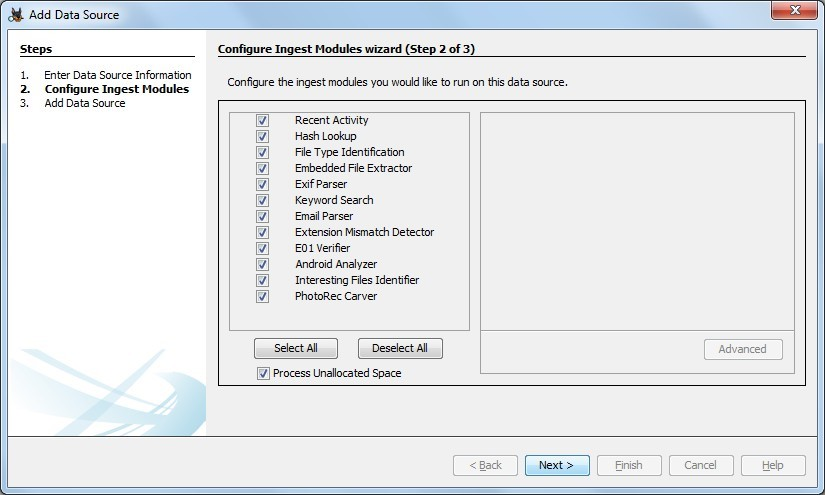 Add Data Source
Steps
1. Enter Data Source Information
2. Configure Ingest Modules
3. Add Data Source
Configure Ingest Modules wizard (Step 2 of 3)
Configure the ingest modules you would like to run on this data source.
Recent Activity
Hash Lookup
File Type Identification
Embedded File Extractor
Exif Parser
Keyword Search
Email Parser
Extension Mismatch Detector
E01 Verifier
Android Analyzer
Interesting Files Identifier
PhotoRec Carver
Select All
Deselect All
Process Unallocated Space
Advanced
< Back
Next >
Finish
Cancel
Help